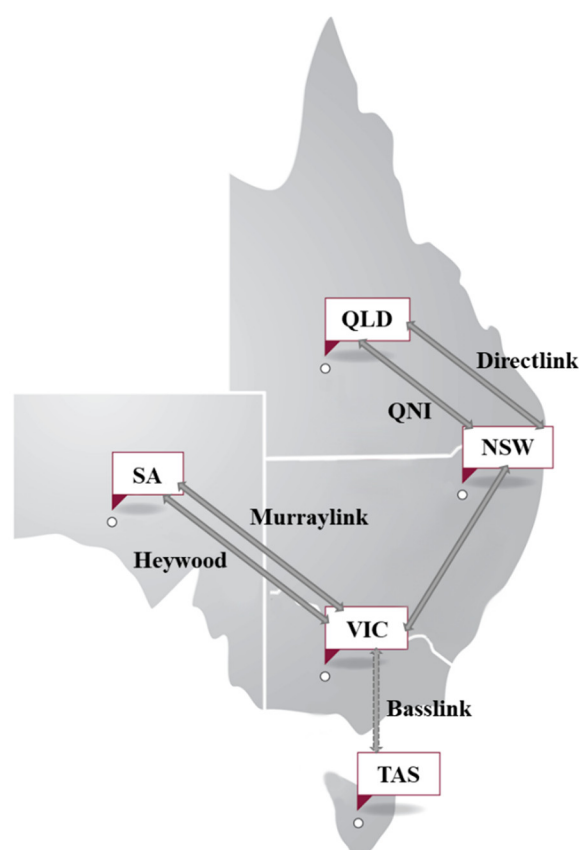 QLD
Directlink
QNI
NSW
SA
Murraylink
Heywood
VIC
Basslink
TAS